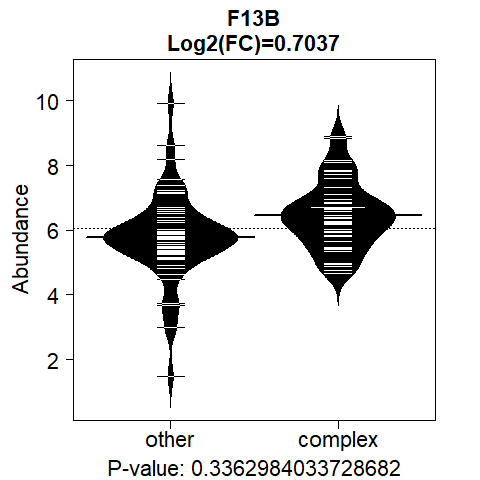 F13B
Log2(FC)=0.7037
Abundance
10
8
6
4
2
other complex
P-value: 0.3362984033728682